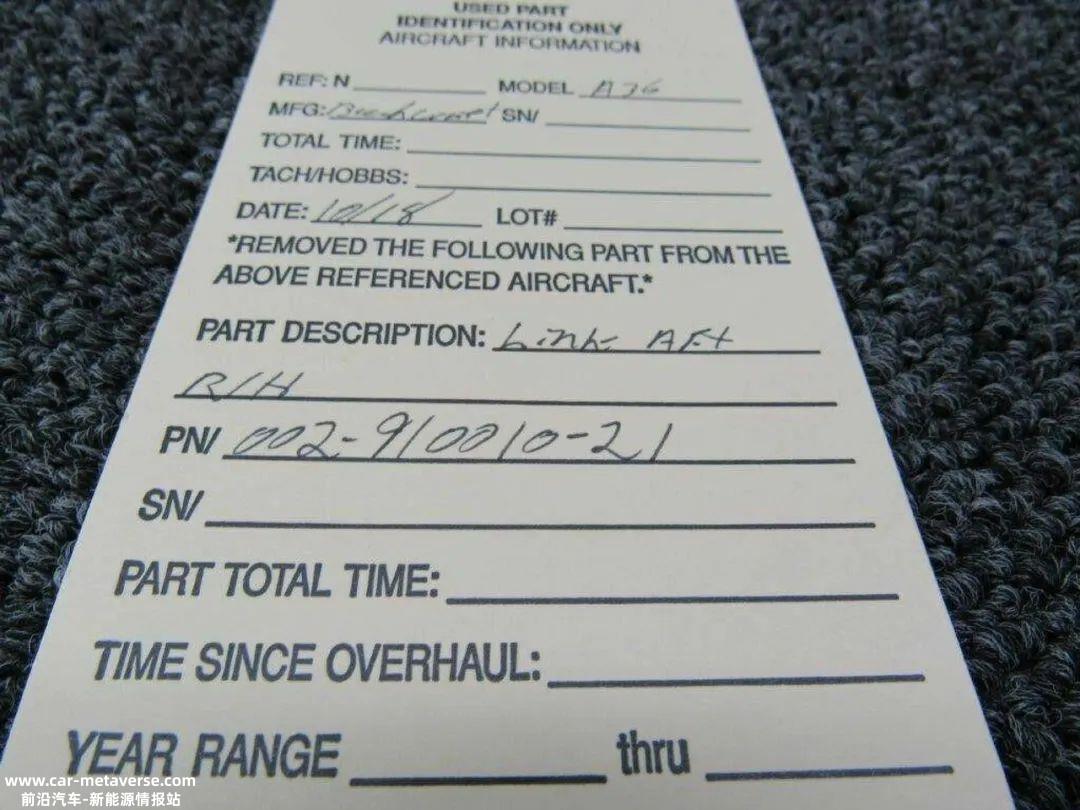 USED PART
IDENTIFICATION ONLY
AIRCRAFT INFORMATION
REF: N MODEL A36
MFG: Beechcraft SN/
TOTAL TIME:
TACH/HOBBS:
DATE: 10/18 LOT#
*REMOVED THE FOLLOWING PART FROM THE
ABOVE REFERENCED AIRCRAFT.*
PART DESCRIPTION: Link Aft
R/H
PN/ 002-910010-21
SN/
PART TOTAL TIME:
TIME SINCE OVERHAUL:
YEAR RANGE thru
www.car-metaverse.com
前沿汽车-新能源情报站